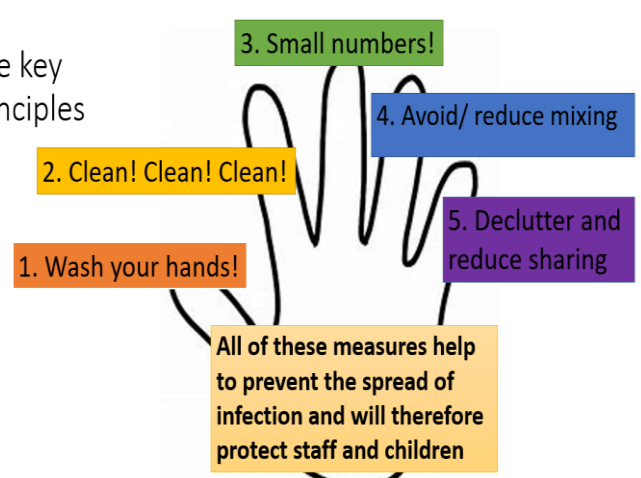 e key
nciples
3. Small numbers!
4. Avoid/ reduce mixing
2. Clean! Clean! Clean!
5. Declutter and
reduce sharing
1. Wash your hands!
All of these measures help
to prevent the spread of
infection and will therefore
protect staff and children